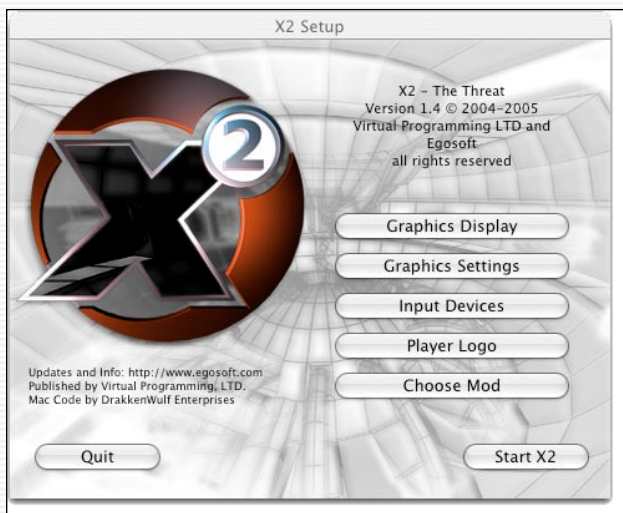 X2 Setup
X2
X2 – The Threat
Version 1.4 © 2004–2005
Virtual Programming LTD and
Egosoft
all rights reserved
Graphics Display
Graphics Settings
Input Devices
Player Logo
Choose Mod
Updates and Info: http://www.egosoft.com
Published by Virtual Programming, LTD.
Mac Code by DrakkenWulf Enterprises
Quit
Start X2